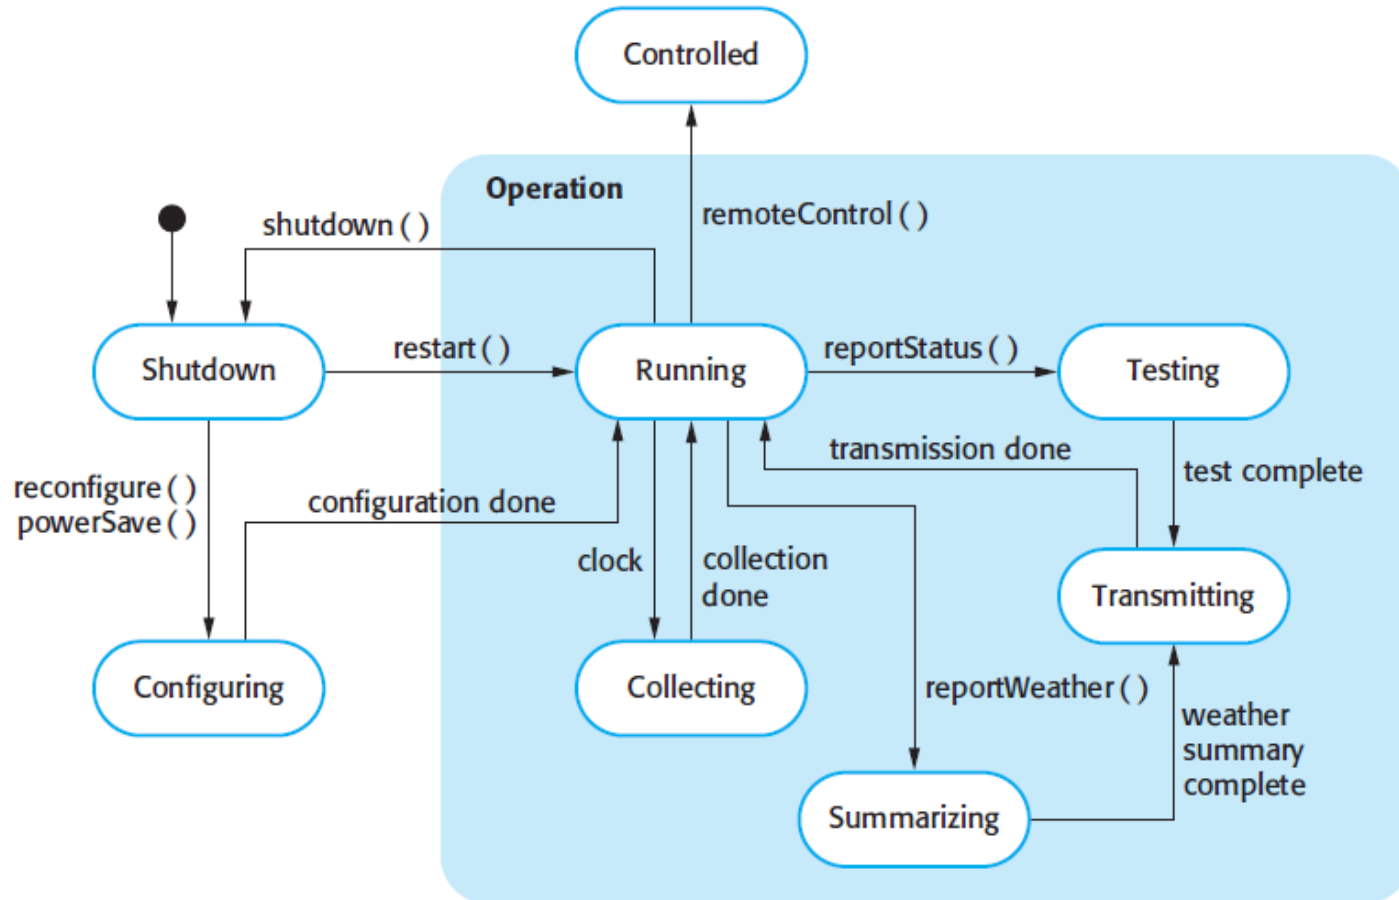 Controlled
Operation
shutdown ( )
remoteControl ( )
Shutdown
restart ( )
Running
reportStatus ( )
Testing
reconfigure ( )
powerSave ( )
configuration done
transmission done
test complete
clock
collection
done
Transmitting
Configuring
Collecting
reportWeather ( )
weather
summary
complete
Summarizing